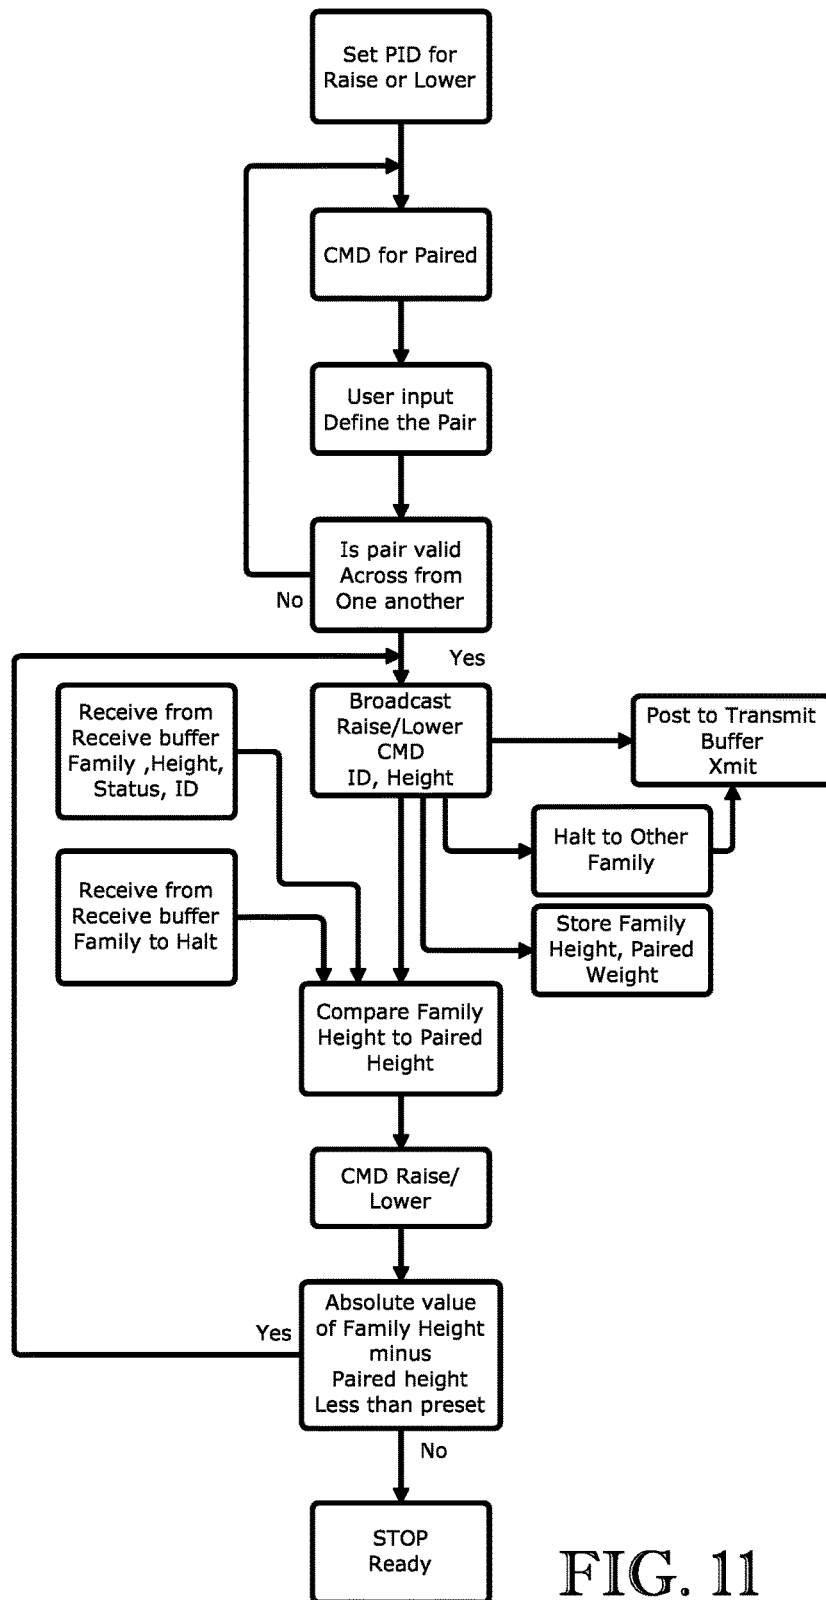 Set PID for
Raise or Lower
CMD for Paired
User input
Define the Pair
Is pair valid
Across from
One another
No
Yes
Broadcast
Raise/Lower
CMD
ID, Height
Receive from
Receive buffer
Family ,Height,
Status, ID
Post to Transmit
Buffer
Xmit
Halt to Other
Family
Receive from
Receive buffer
Family to Halt
Store Family
Height, Paired
Weight
Compare Family
Height to Paired
Height
CMD Raise/
Lower
Absolute value
of Family Height
minus
Paired height
Less than preset
Yes
No
STOP
Ready
FIG. 11